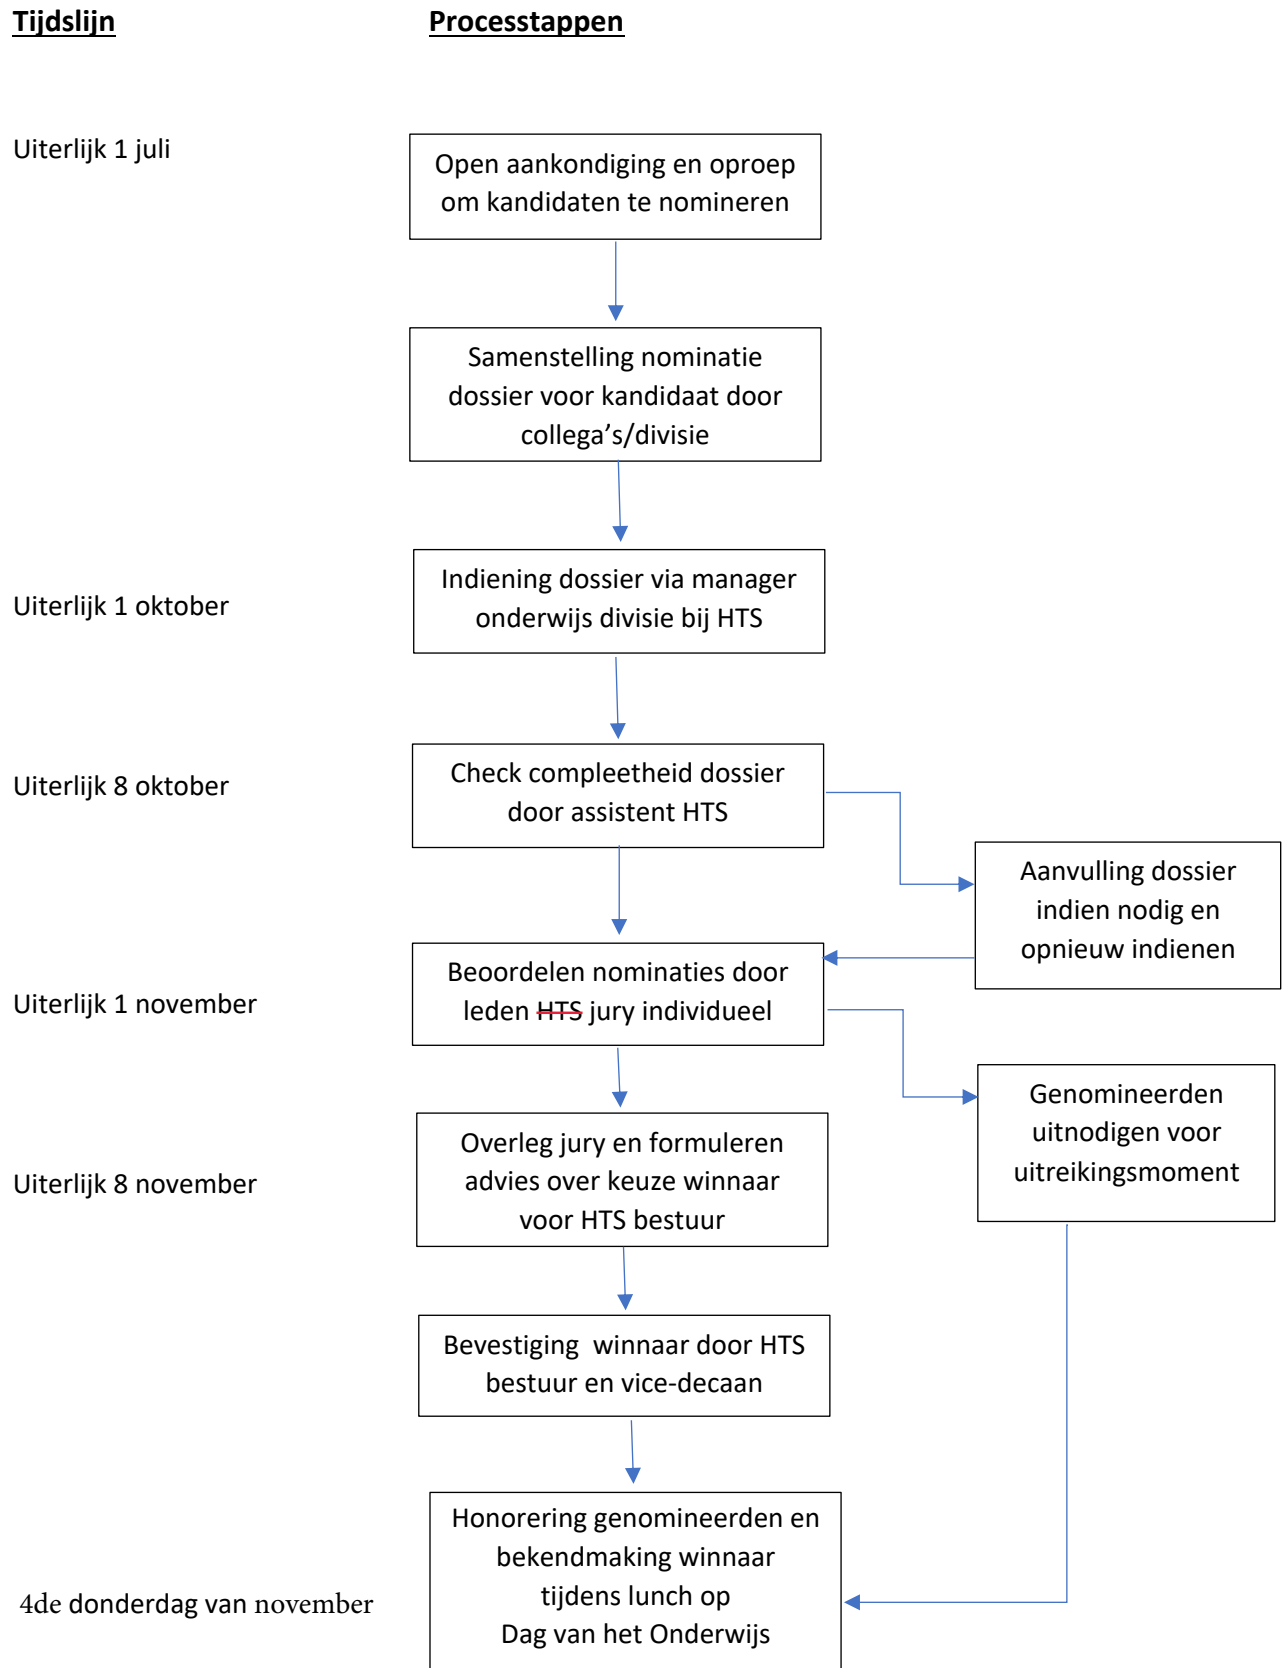 Tijdslijn
Processtappen
Uiterlijk 1 juli
Open aankondiging en oproep
om kandidaten te nomineren
Samenstelling nominatie
dossier voor kandidaat door
collega’s/divisie
Uiterlijk 1 oktober
Indiening dossier via manager
onderwijs divisie bij HTS
Uiterlijk 8 oktober
Check compleetheid dossier
door assistent HTS
Aanvulling dossier
indien nodig en
opnieuw indienen
Uiterlijk 1 november
Beoordelen nominaties door
leden HTS jury individueel
Genomineerden
uitnodigen voor
uitreikingsmoment
Uiterlijk 8 november
Overleg jury en formuleren
advies over keuze winnaar
voor HTS bestuur
Bevestiging  winnaar door HTS
bestuur en vice-decaan
4de donderdag van november
Honorering genomineerden en
bekendmaking winnaar
tijdens lunch op
Dag van het Onderwijs